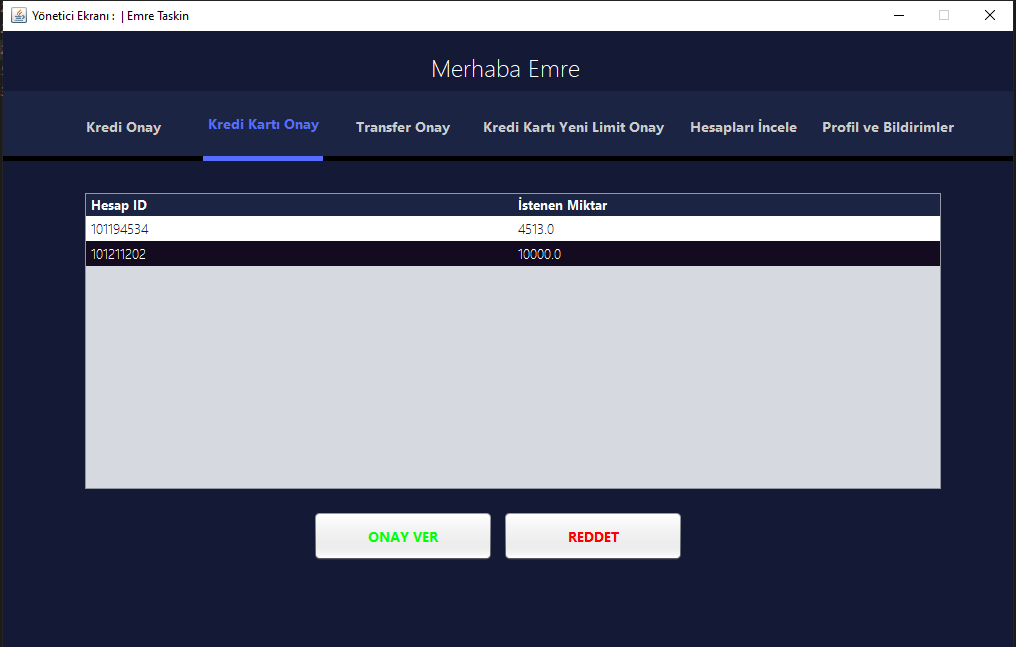 Yönetici Ekranı : | Emre Taskin
Merhaba Emre
Kredi Onay Kredi Kartı Onay Transfer Onay Kredi Kartı Yeni Limit Onay Hesapları İncele Profil ve Bildirimler
Hesap ID İstenen Miktar
101194534 4513.0
101211202 10000.0
ONAY VER REDDET